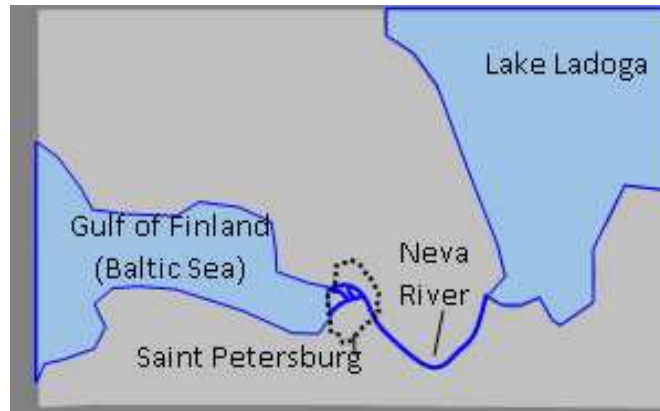 Lake Ladoga
Gulf of Finland
(Baltic Sea)
Neva
River
Saint Petersburg